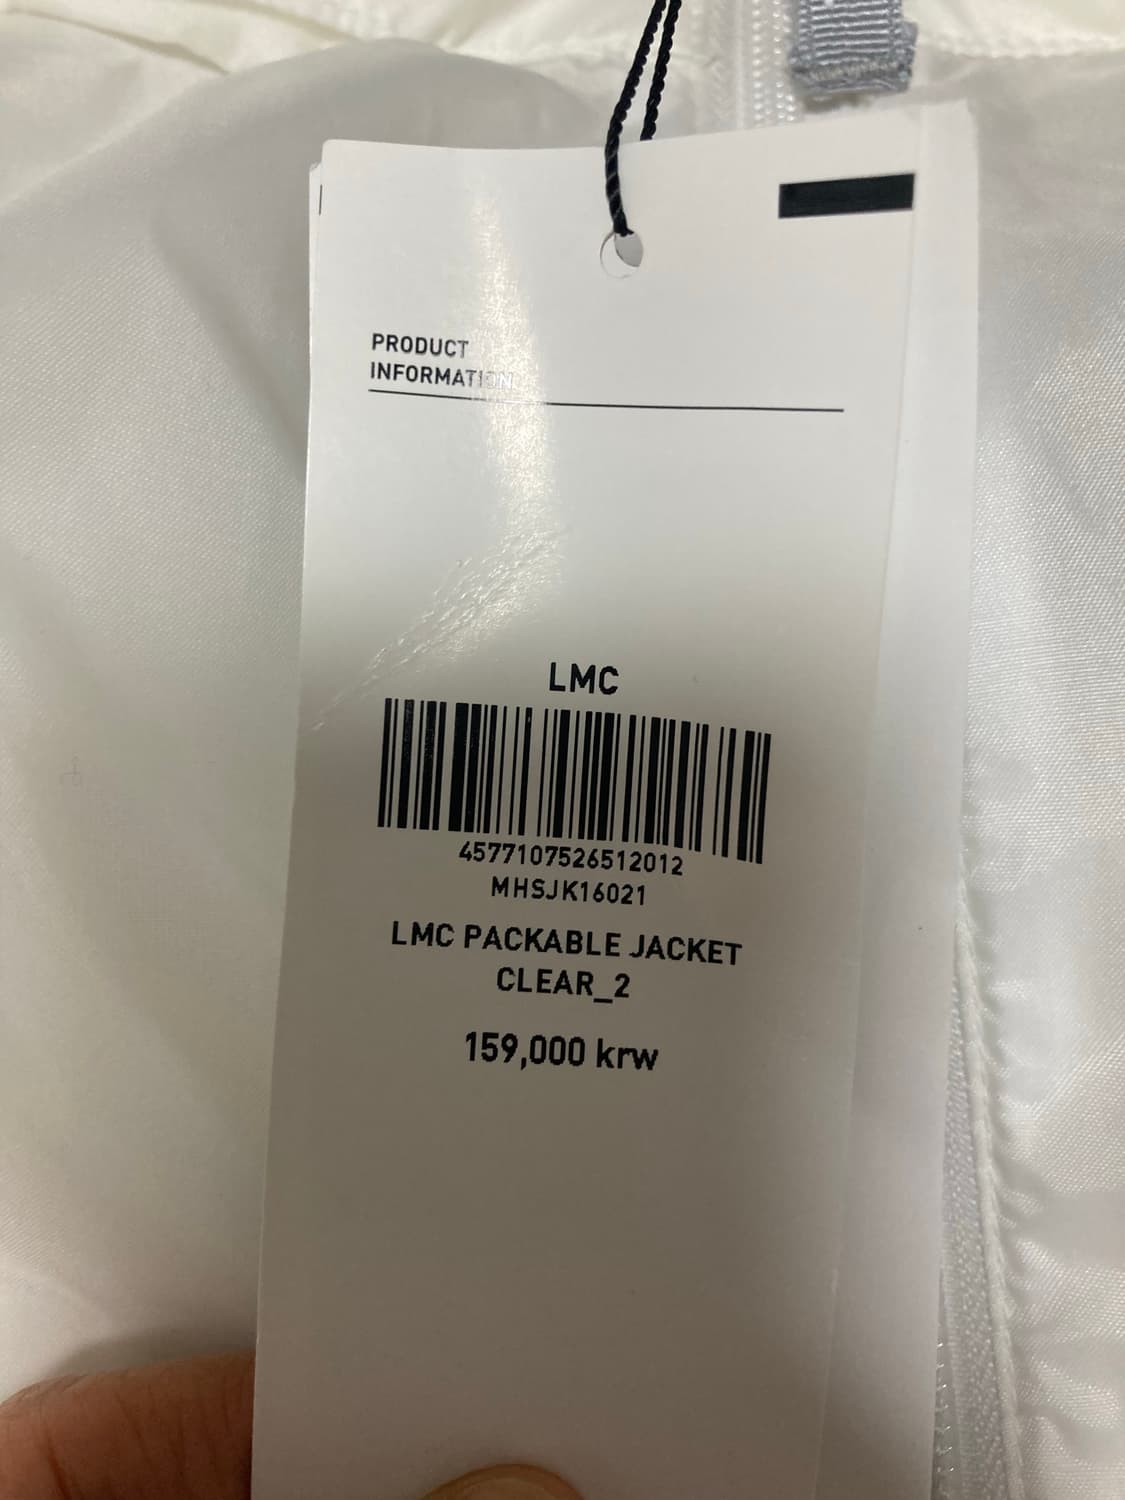 PRODUCT
INFORMATION
LMC
4577107526512012
MHSJK16021
LMC PACKABLE JACKET
CLEAR_2
159,000 krw